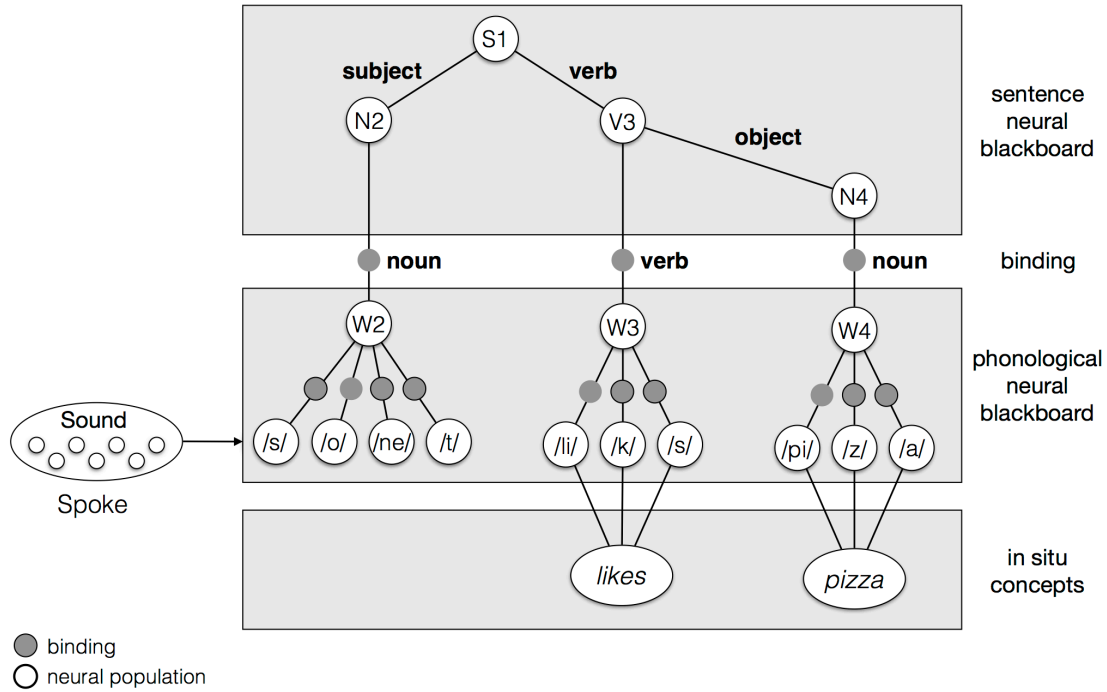 S1
subject
verb
N2
V3
object
N4
sentence
neural
blackboard
noun
verb
noun
binding
W2
W3
W4
phonological
neural
blackboard
Sound
/s/
/o/
/ne/
/t/
/li/
/k/
/s/
/pi/
/z/
/a/
Spoke
likes
pizza
in situ
concepts
binding
neural population